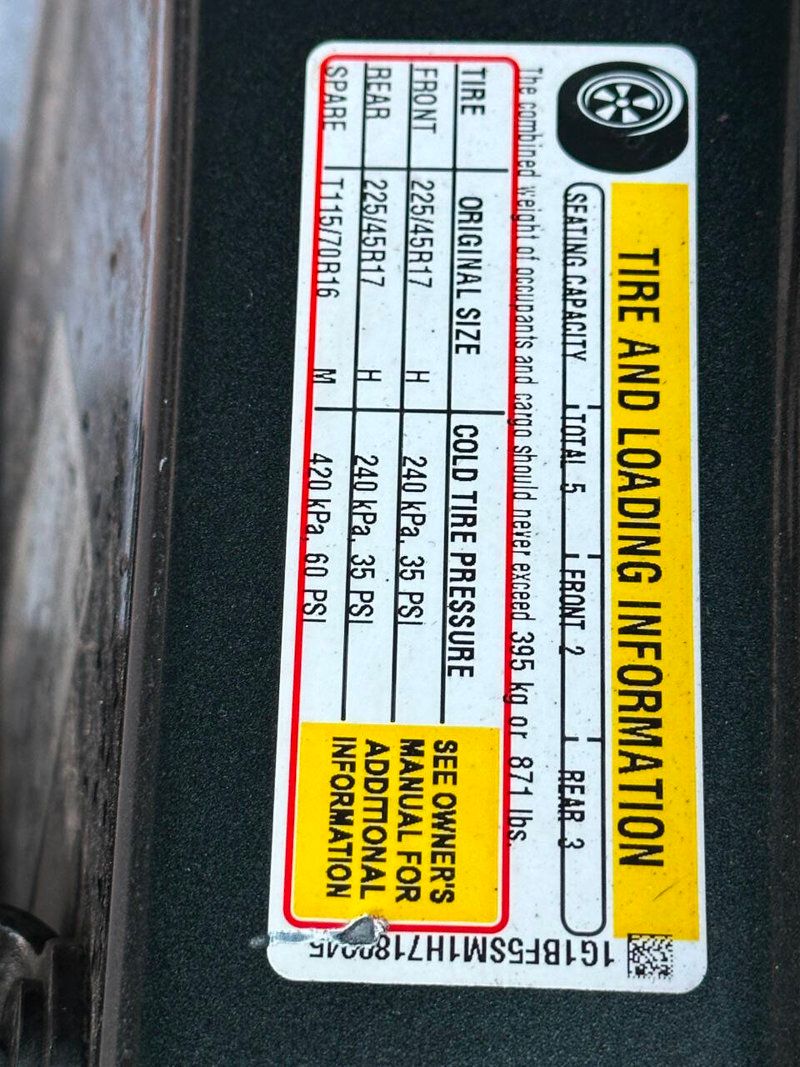 TIRE AND LOADING INFORMATION
SEATING CAPACITY TOTAL 5 FRONT 2 REAR 3
The combined weight of occupants and cargo should never exceed 395 kg or 871 lbs.
TIRE ORIGINAL SIZE COLD TIRE PRESSURE
FRONT 225/45R17 H 240 kPa, 35 PSI
REAR 225/45R17 H 240 kPa, 35 PSI
SPARE T115/70R16 M 420 kPa, 60 PSI
SEE OWNER'S
MANUAL FOR
ADDITIONAL
INFORMATION